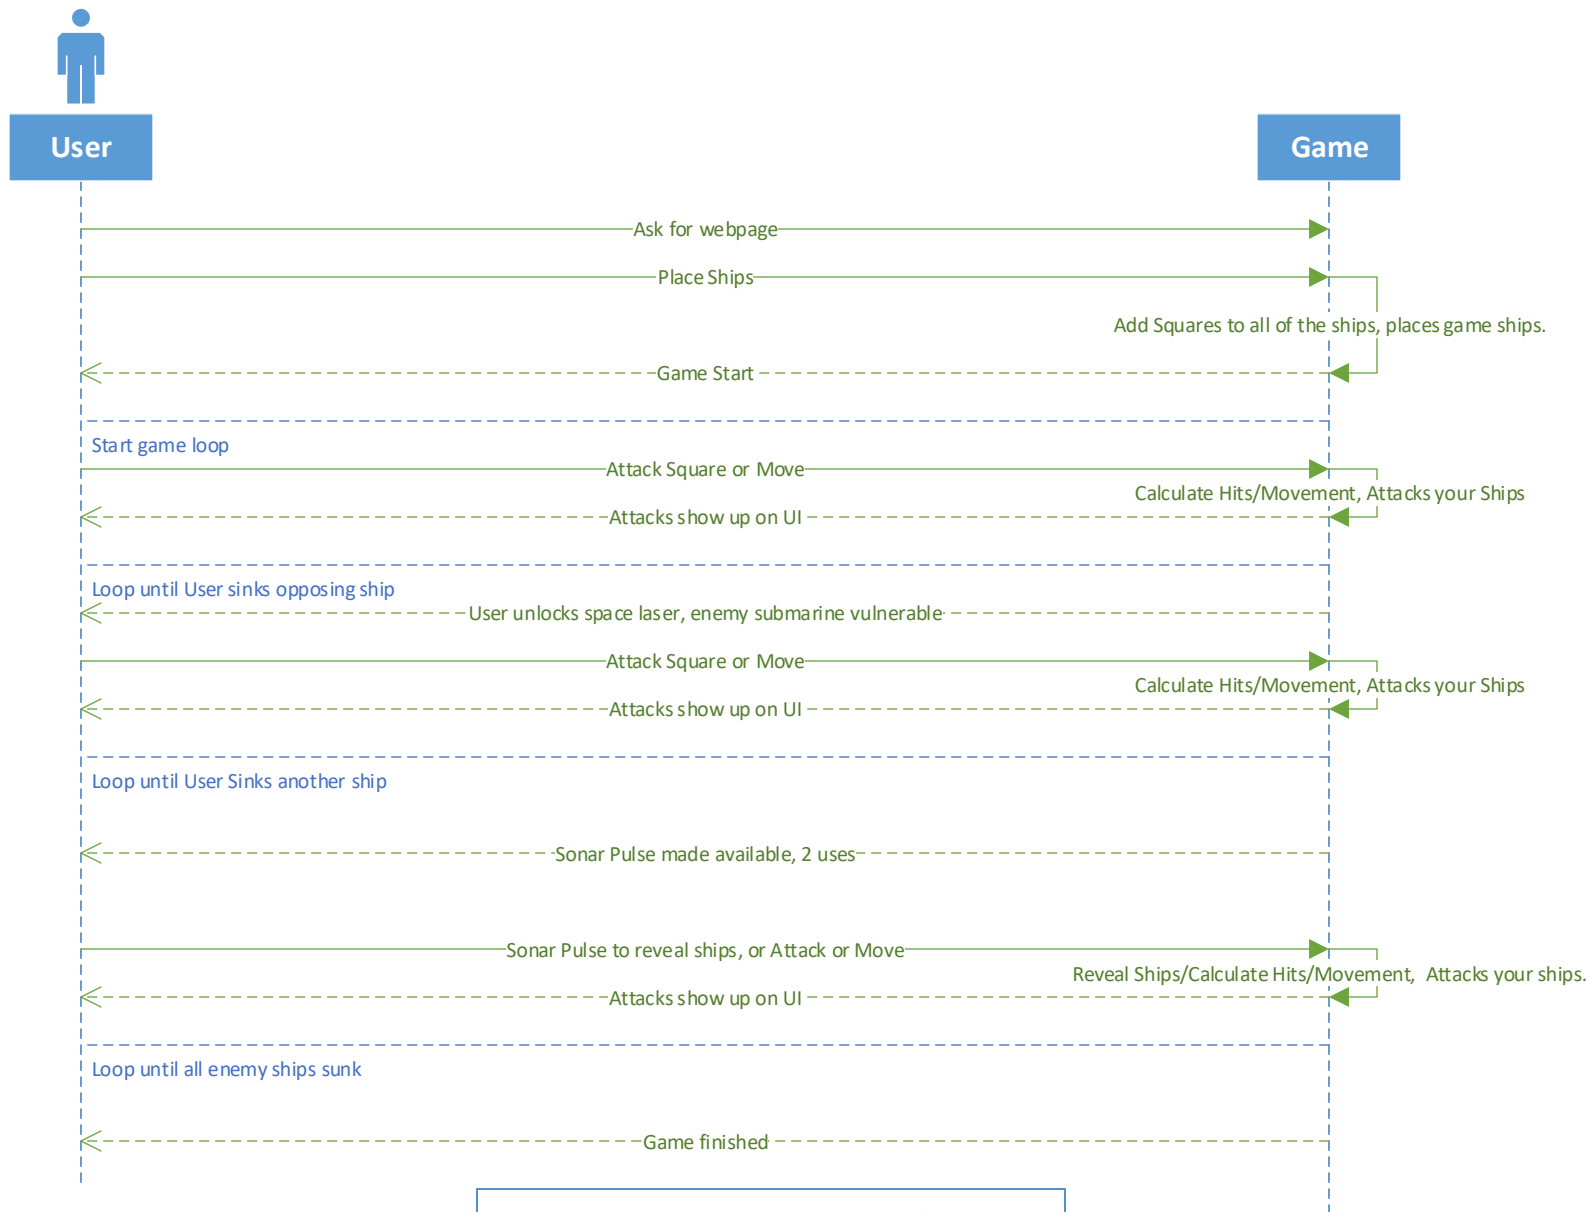 User
Game
Ask for webpage
Place Ships
Add Squares to all of the ships, places game ships.
Game Start
Start game loop
Attack Square or Move
Calculate Hits/Movement, Attacks your Ships
Attacks show up on UI
Loop until User sinks opposing ship
User unlocks space laser, enemy submarine vulnerable
Attack Square or Move
Calculate Hits/Movement, Attacks your Ships
Attacks show up on UI
Loop until User Sinks another ship
Sonar Pulse made available, 2 uses
Sonar Pulse to reveal ships, or Attack or Move
Reveal Ships/Calculate Hits/Movement, Attacks your ships.
Attacks show up on UI
Loop until all enemy ships sunk
Game finished